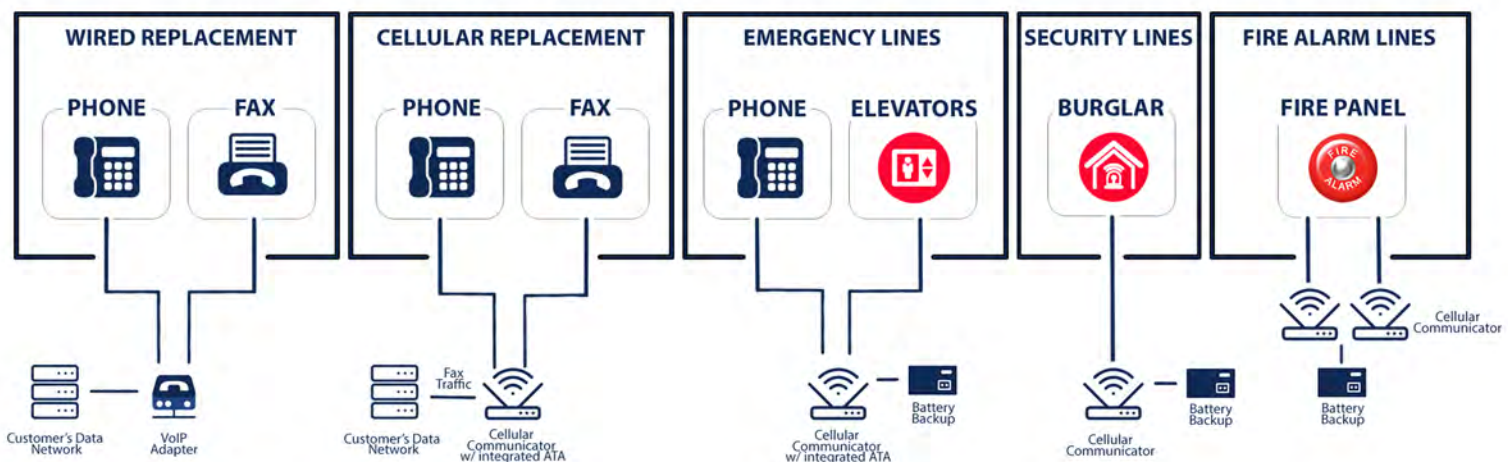 WIRED REPLACEMENT
PHONE
FAX
Customer's Data
Network
VoIP
Adapter
CELLULAR REPLACEMENT
PHONE
FAX
Fax
Traffic
Customer's Data
Network
Cellular
Communicator
w/ integrated ATA
EMERGENCY LINES
PHONE
ELEVATORS
Battery
Backup
Cellular
Communicator
w/ integrated ATA
SECURITY LINES
BURGLAR
Battery
Backup
Cellular
Communicator
FIRE ALARM LINES
FIRE PANEL
FIRE
ALARM
Cellular
Communicator
Battery
Backup